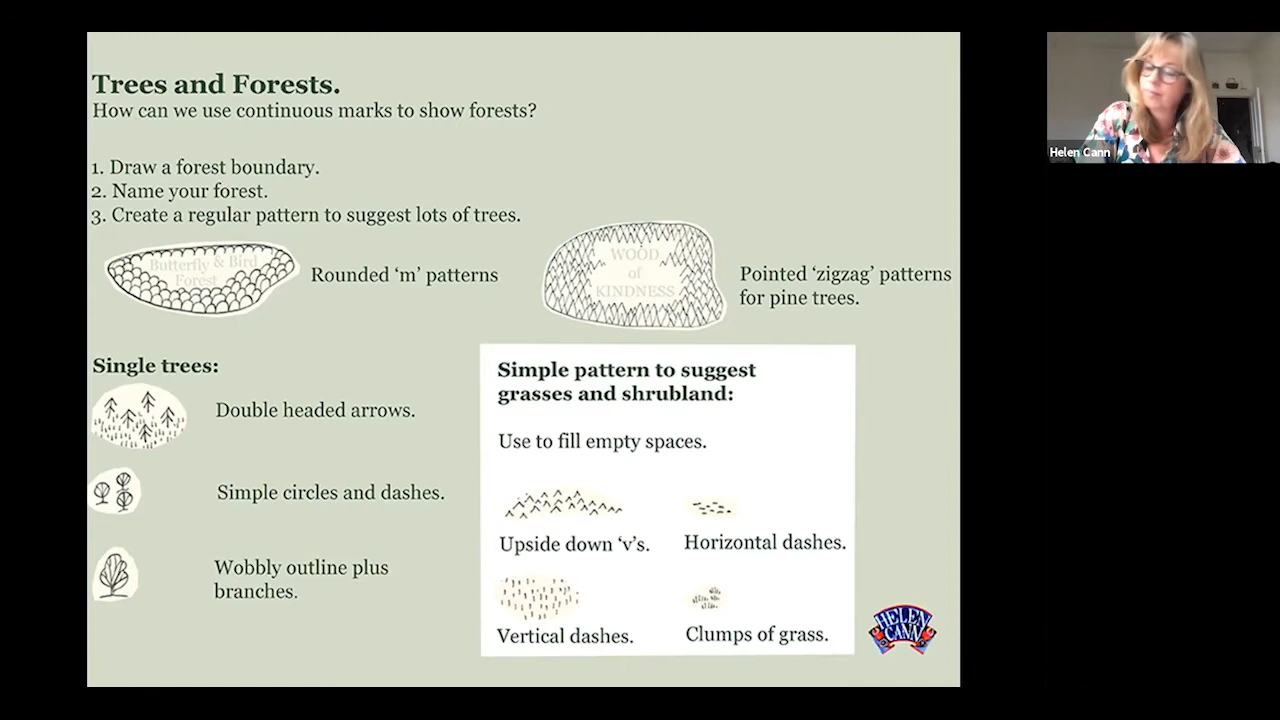 Trees and Forests.
How can we use continuous marks to show forests?
1. Draw a forest boundary.
2. Name your forest.
3. Create a regular pattern to suggest lots of trees.
Butterfly & Bird
Forest
Rounded ‘m’ patterns
WOOD
of
KINDNESS
Pointed ‘zigzag’ patterns
for pine trees.
Single trees:
Double headed arrows.
Simple circles and dashes.
Wobbly outline plus
branches.
Simple pattern to suggest
grasses and shrubland:
Use to fill empty spaces.
Upside down ‘v’s.
Horizontal dashes.
Vertical dashes.
Clumps of grass.
HELEN
CANN
Helen Cann